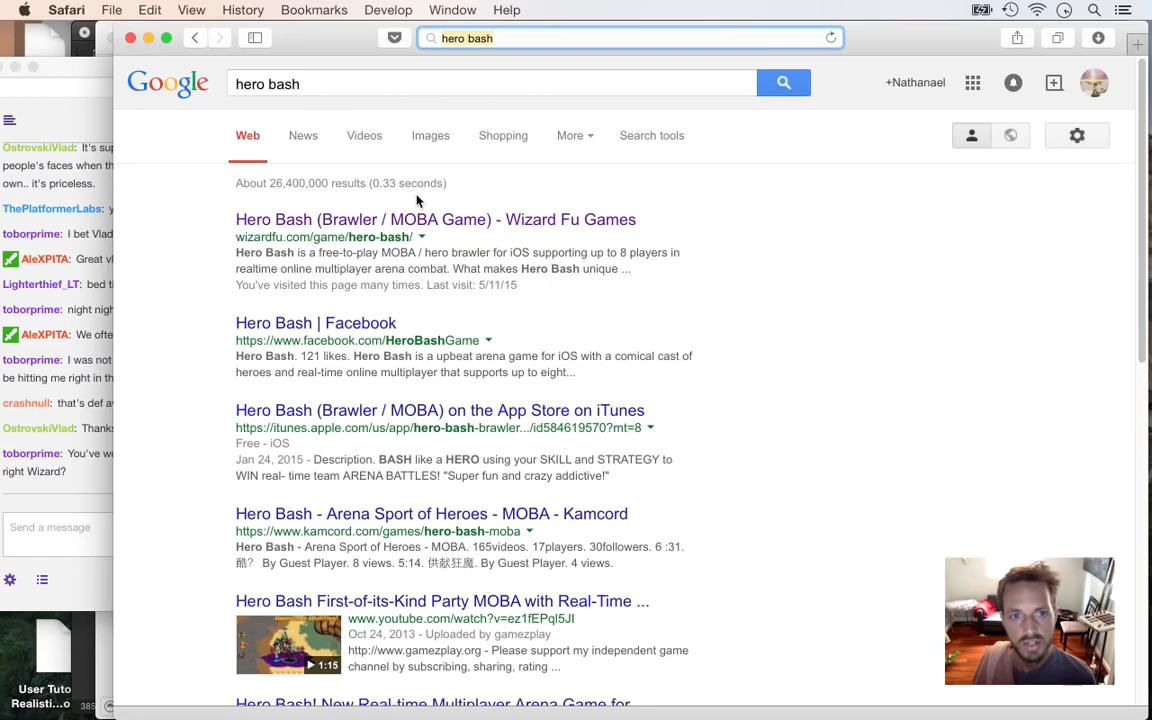 Safari File Edit View History Bookmarks Develop Window Help
hero bash
Google hero bash
+Nathanael
Web News Videos Images Shopping More Search tools
About 26,400,000 results (0.33 seconds)
Hero Bash (Brawler / MOBA Game) - Wizard Fu Games
wizardfu.com/game/hero-bash/
Hero Bash is a free-to-play MOBA / hero brawler for iOS supporting up to 8 players in
realtime online multiplayer arena combat. What makes Hero Bash unique ...
You've visited this page many times. Last visit: 5/11/15
Hero Bash | Facebook
https://www.facebook.com/HeroBashGame
Hero Bash. 121 likes. Hero Bash is a upbeat arena game for iOS with a comical cast of
heroes and real-time online multiplayer that supports up to eight...
Hero Bash (Brawler / MOBA) on the App Store on iTunes
https://itunes.apple.com/us/app/hero-bash-brawler.../id584619570?mt=8
Free - iOS
Jan 24, 2015 - Description. BASH like a HERO using your SKILL and STRATEGY to
WIN real- time team ARENA BATTLES! "Super fun and crazy addictive!"
Hero Bash - Arena Sport of Heroes - MOBA - Kamcord
https://www.kamcord.com/games/hero-bash-moba
Hero Bash - Arena Sport of Heroes - MOBA. 165videos. 17players. 30followers. 6 :31.
酷? By Guest Player. 8 views. 5:14. 供献狂魔. By Guest Player. 4 views.
Hero Bash First-of-its-Kind Party MOBA with Real-Time ...
www.youtube.com/watch?v=ez1fEPql5JI
Oct 24, 2013 - Uploaded by gamezplay
http://www.gamezplay.org - Please support my independent game
channel by subscribing, sharing, rating ...
1:15
Hero Bash! New Real-time Multiplayer Arena Game for
OstrovskiVlad: It's su
people's faces when th
own.. it's priceless.
ThePlatformerLabs: y
toborprime: I bet Vlad
AleXPITA: Great v
Lighterthief_LT: bed t
toborprime: night nigh
AleXPITA: We ofte
toborprime: I was not
be hitting me right in th
crashnull: that's def a
OstrovskiVlad: Thank
toborprime: You've wo
right Wizard?
Send a message
User Tuto
Realisti...o
385